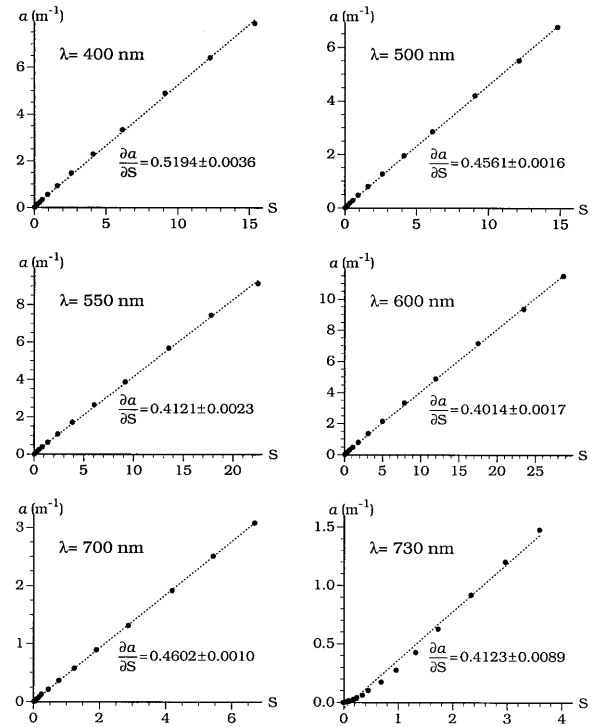 a (m⁻¹)
λ= 400 nm
∂a/∂S =0.5194±0.0036
6
4
2
0
0 5 10 15 S
a (m⁻¹)
λ= 500 nm
∂a/∂S =0.4561±0.0016
6
4
2
0
0 5 10 15 S
a (m⁻¹)
λ= 550 nm
∂a/∂S =0.4121±0.0023
8
6
4
2
0
0 5 10 15 20 S
a (m⁻¹)
λ= 600 nm
∂a/∂S =0.4014±0.0017
10
8
6
4
2
0
0 5 10 15 20 25 S
a (m⁻¹)
λ= 700 nm
∂a/∂S =0.4602±0.0010
3
2
1
0
0 2 4 6 S
a (m⁻¹)
λ= 730 nm
∂a/∂S =0.4123±0.0089
1.5
1.0
0.5
0.0
0 1 2 3 4 S